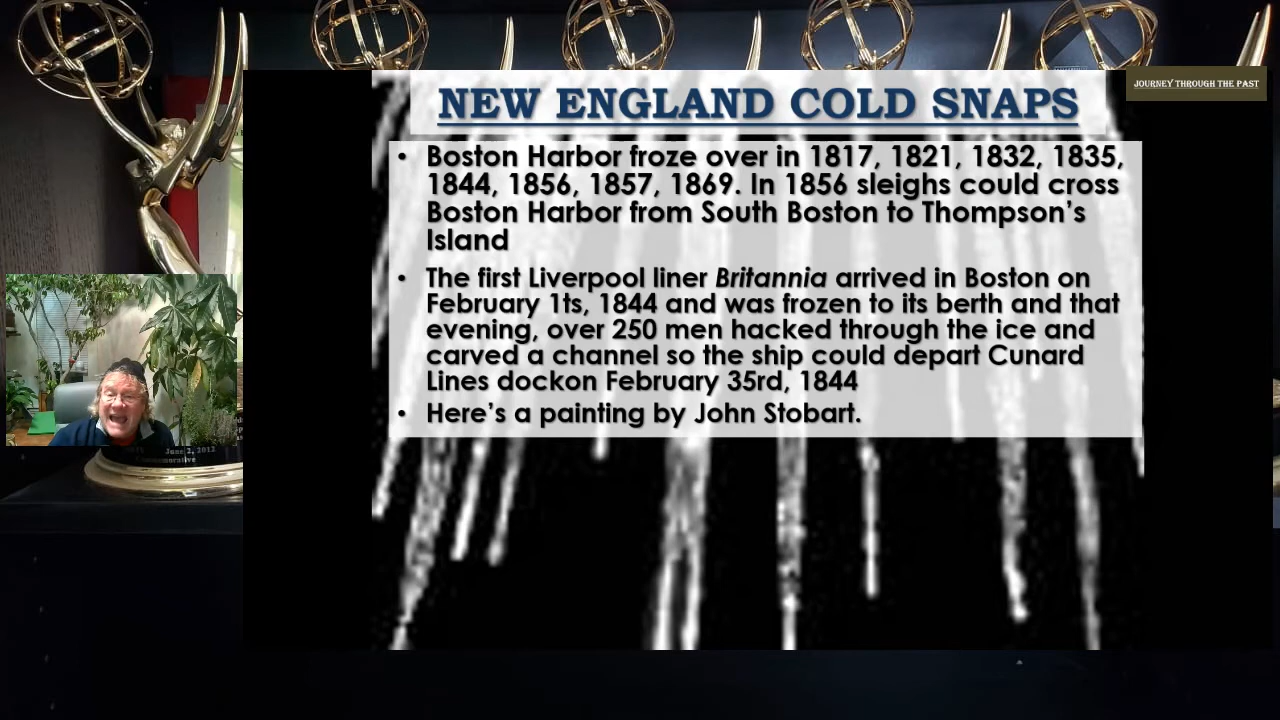 JOURNEY THROUGH THE PAST
NEW ENGLAND COLD SNAPS
• Boston Harbor froze over in 1817, 1821, 1832, 1835,
1844, 1856, 1857, 1869. In 1856 sleighs could cross
Boston Harbor from South Boston to Thompson's
Island
• The first Liverpool liner Britannia arrived in Boston on
February 1ts, 1844 and was frozen to its berth and that
evening, over 250 men hacked through the ice and
carved a channel so the ship could depart Cunard
Lines dockon February 35rd, 1844
• Here's a painting by John Stobart.
June 2, 2012
Commemorative